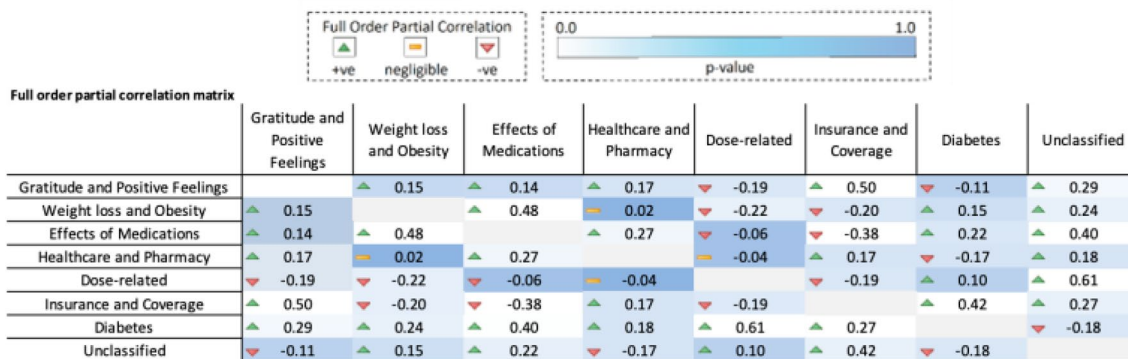 Full Order Partial Correlation
+ve negligible -ve
0.0 1.0
p-value
Full order partial correlation matrix
Gratitude and Positive Feelings Weight loss and Obesity Effects of Medications Healthcare and Pharmacy Dose-related Insurance and Coverage Diabetes Unclassified
Gratitude and Positive Feelings 0.15 0.14 0.17 -0.19 0.50 -0.11 0.29
Weight loss and Obesity 0.15 0.48 0.02 -0.22 -0.20 0.15 0.24
Effects of Medications 0.14 0.48 0.27 -0.06 -0.38 0.22 0.40
Healthcare and Pharmacy 0.17 0.02 0.27 -0.04 0.17 -0.17 0.18
Dose-related -0.19 -0.22 -0.06 -0.04 -0.19 0.10 0.61
Insurance and Coverage 0.50 -0.20 -0.38 0.17 -0.19 0.42 0.27
Diabetes 0.29 0.24 0.40 0.18 0.61 0.27 -0.18
Unclassified -0.11 0.15 0.22 -0.17 0.10 0.42 -0.18